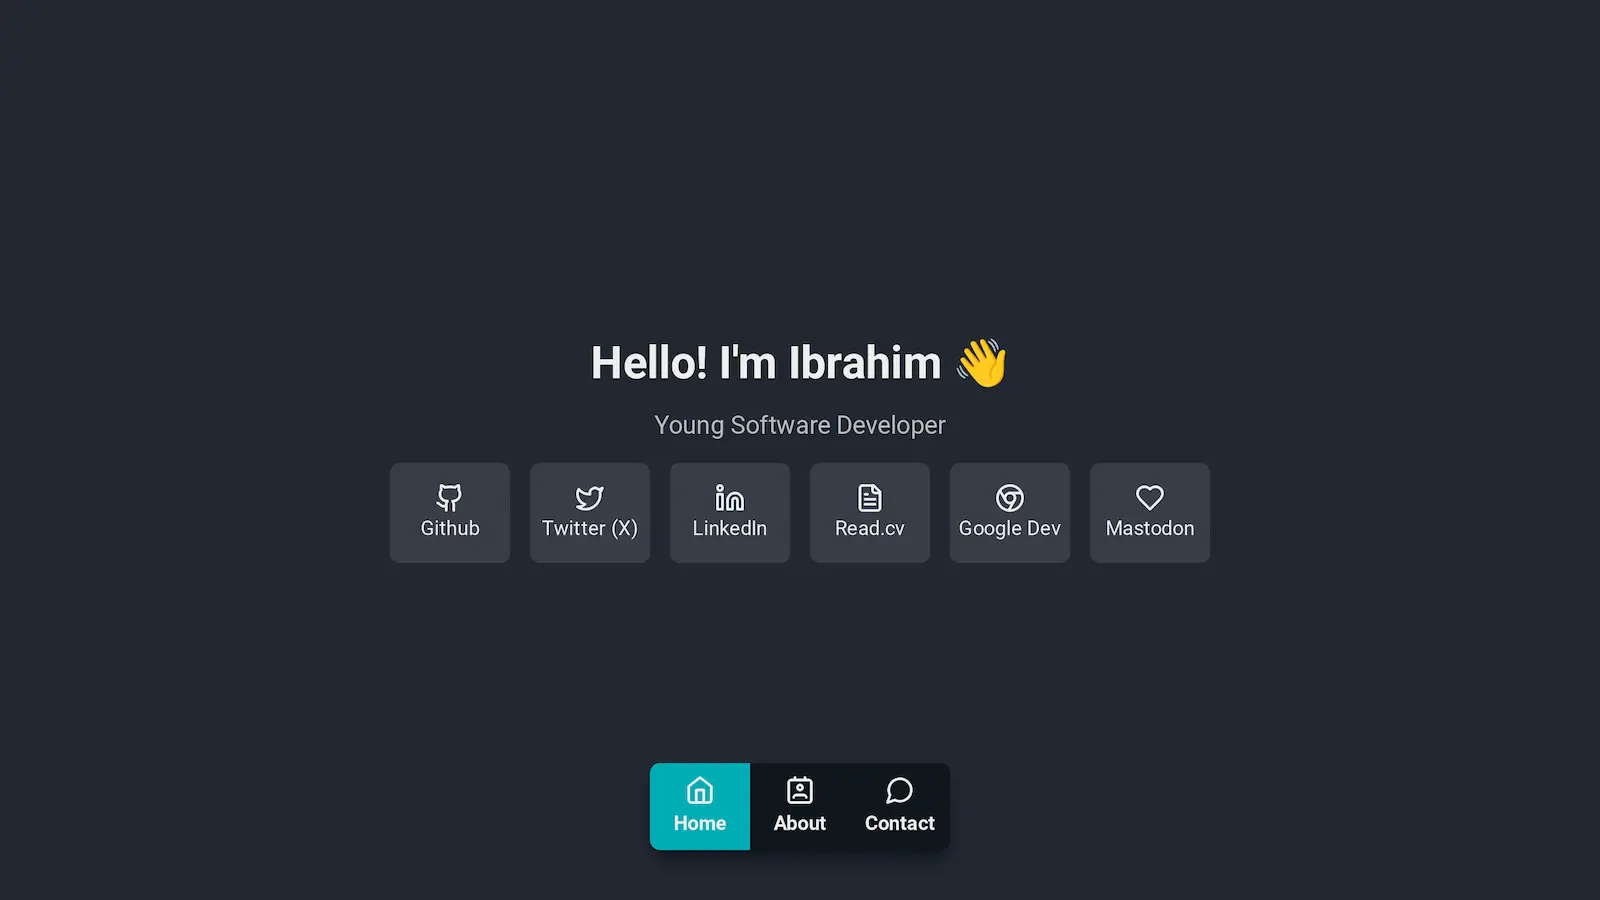 Hello! I'm Ibrahim 👋
Young Software Developer
Github
Twitter (X)
LinkedIn
Read.cv
Google Dev
Mastodon
Home
About
Contact